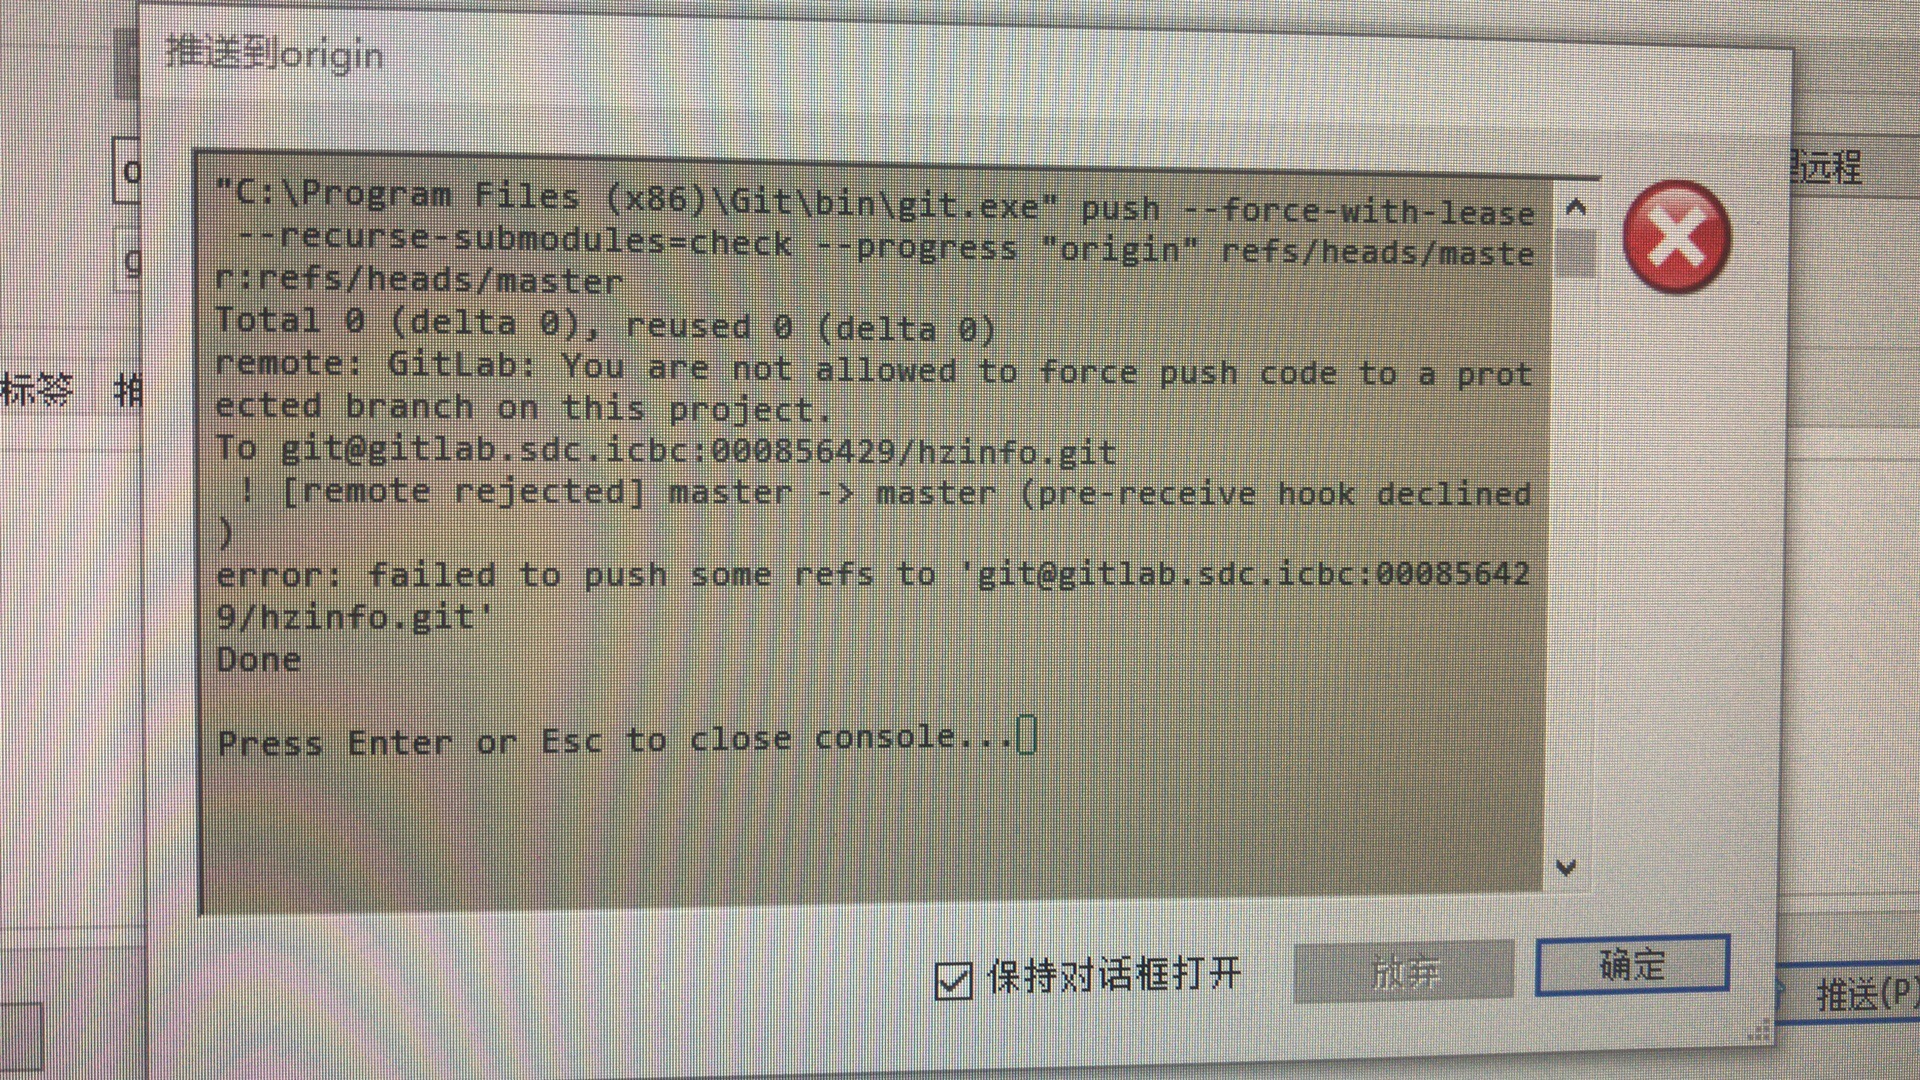 推送到origin
"C:\Program Files (x86)\Git\bin\git.exe" push --force-with-lease
--recurse-submodules=check --progress "origin" refs/heads/maste
r:refs/heads/master
Total 0 (delta 0), reused 0 (delta 0)
remote: GitLab: You are not allowed to force push code to a prot
ected branch on this project.
To git@gitlab.sdc.icbc:000856429/hzinfo.git
! [remote rejected] master -> master (pre-receive hook declined
)
error: failed to push some refs to 'git@gitlab.sdc.icbc:00085642
9/hzinfo.git'
Done
Press Enter or Esc to close console...
保持对话框打开
放弃
确定
远程
标签
推送(P)